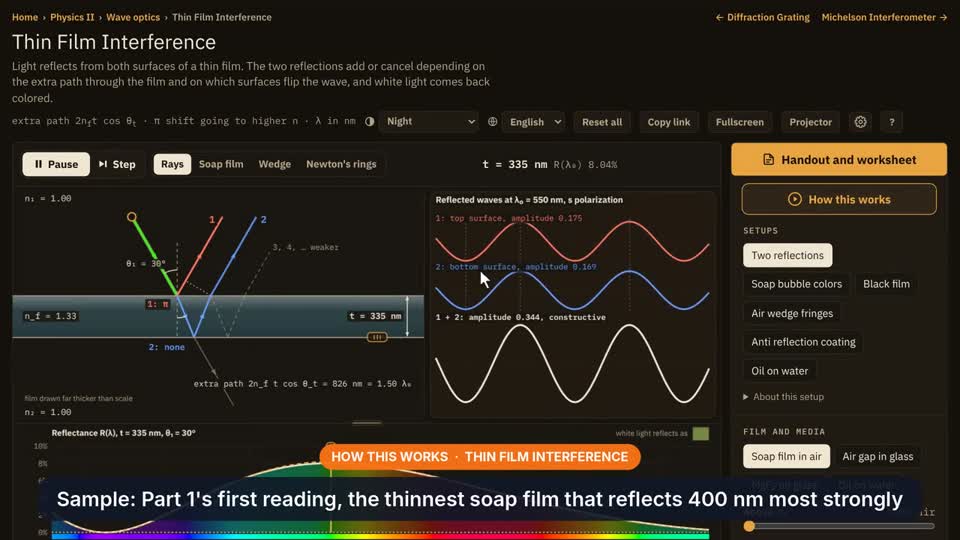 Home › Physics II › Wave optics › Thin Film Interference
← Diffraction Grating Michelson Interferometer →
Thin Film Interference
Light reflects from both surfaces of a thin film. The two reflections add or cancel depending on
the extra path through the film and on which surfaces flip the wave, and white light comes back
colored.
extra path 2n_ft cos θ_t · π shift going to higher n · λ in nm
Night
English
Reset all
Copy link
Fullscreen
Projector
?
Pause
Step
Rays
Soap film
Wedge
Newton's rings
t = 335 nm R(λ₀) 8.04%
Handout and worksheet
How this works
SETUPS
Two reflections
Soap bubble colors
Black film
Air wedge fringes
Anti reflection coating
Oil on water
▶ About this setup
FILM AND MEDIA
Soap film in air
Air gap in glass
n₁ = 1.00
1
2
3, 4, … weaker
θ₁ = 30°
1: π
n_f = 1.33
t = 335 nm
2: none
extra path 2n_f t cos θ_t = 826 nm = 1.50 λ₀
film drawn far thicker than scale
n₂ = 1.00
Reflected waves at λ₀ = 550 nm, s polarization
1: top surface, amplitude 0.175
2: bottom surface, amplitude 0.169
1 + 2: amplitude 0.344, constructive
Reflectance R(λ), t = 335 nm, θ₁ = 30°
white light reflects as
10%
8%
0%
HOW THIS WORKS · THIN FILM INTERFERENCE
Sample: Part 1's first reading, the thinnest soap film that reflects 400 nm most strongly